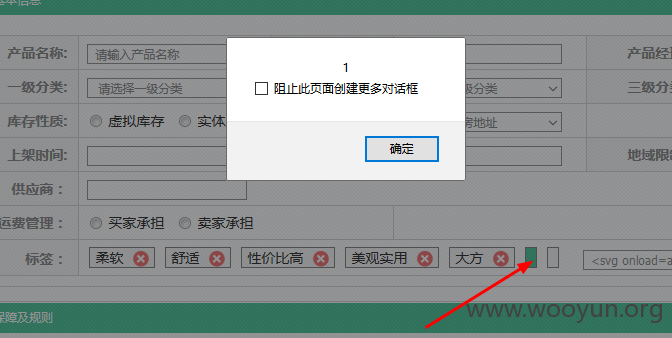 基本信息
1
阻止此页面创建更多对话框
确定
产品名称: 请输入产品名称 产品经
一级分类: 请选择一级分类 级分类 三级分
库存性质: 虚拟库存 实体 房地址
上架时间: 地域限
供应商：
运费管理： 买家承担 卖家承担
标签： 柔软 舒适 性价比高 美观实用 大方 <svg onload=a
www.wooyun.org
保障及规则